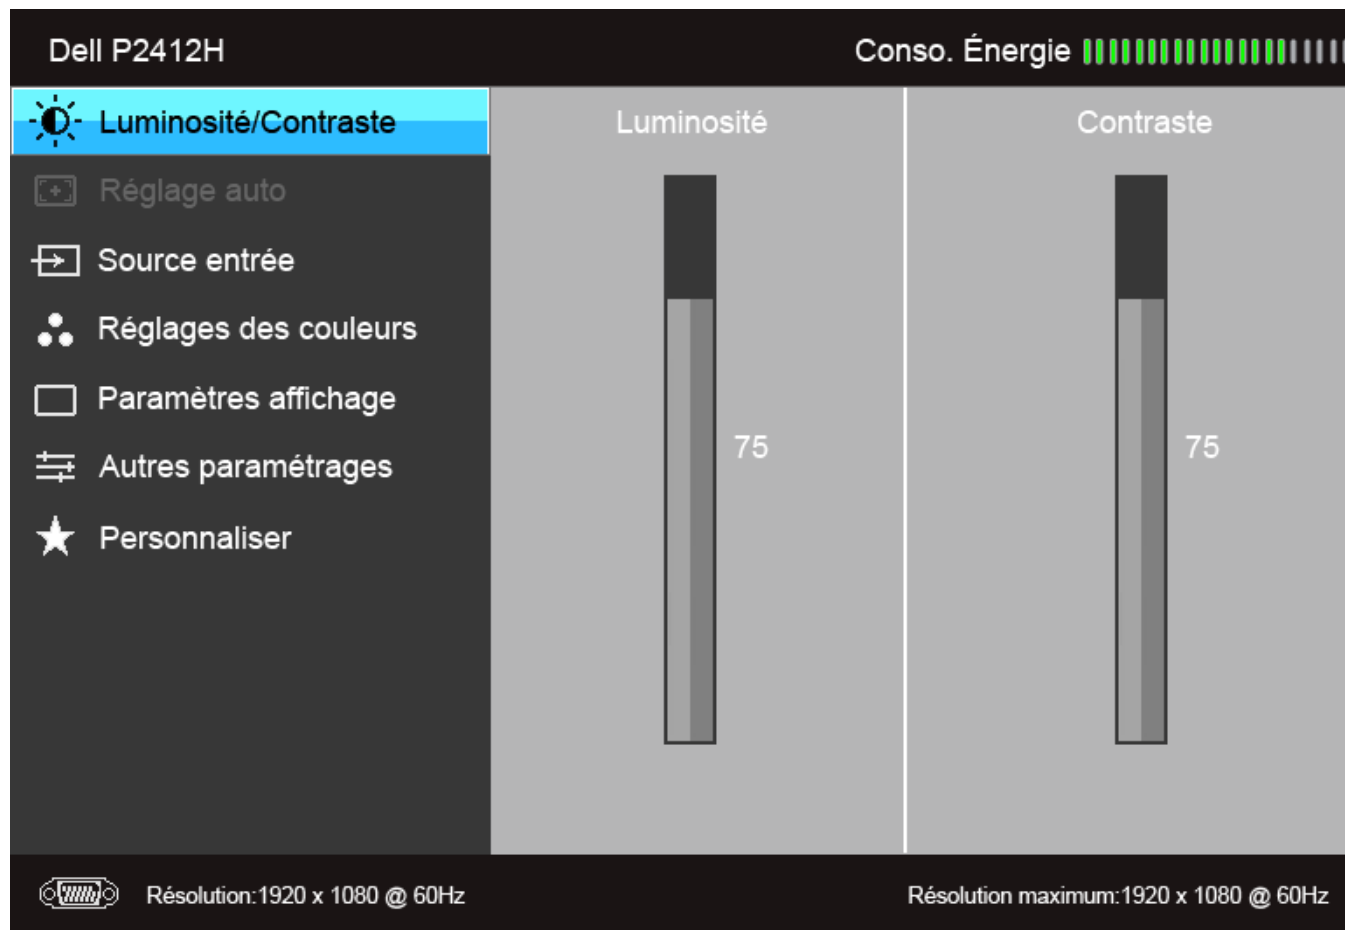 Dell P2412H
Conso. Énergie
Luminosité/Contraste
Réglage auto
Source entrée
Réglages des couleurs
Paramètres affichage
Autres paramétrages
Personnaliser
Luminosité
75
Contraste
75
Résolution:1920 x 1080 @ 60Hz
Résolution maximum:1920 x 1080 @ 60Hz